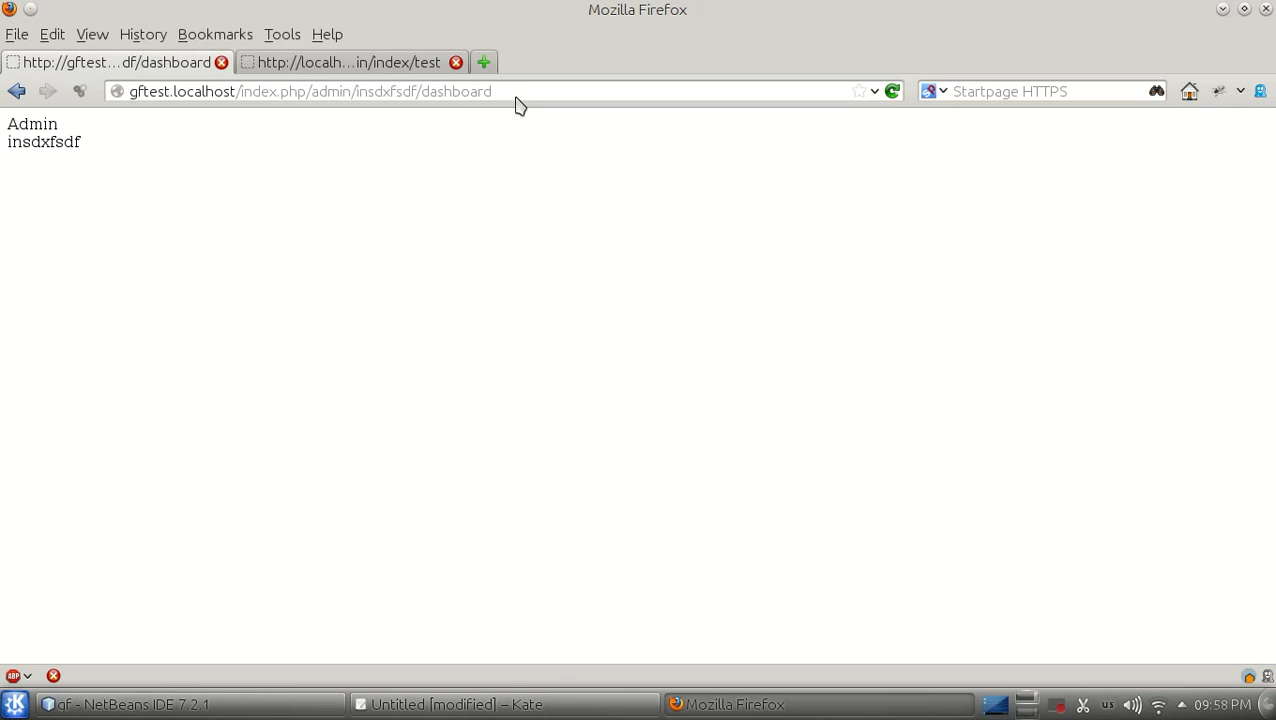 Mozilla Firefox
File Edit View History Bookmarks Tools Help
http://gftest....df/dashboard http://localh...in/index/test
gftest.localhost/index.php/admin/insdxfsdf/dashboard Startpage HTTPS
Admin
insdxfsdf
ABP
qf - NetBeans IDE 7.2.1 Untitled [modified] – Kate Mozilla Firefox us 09:58 PM